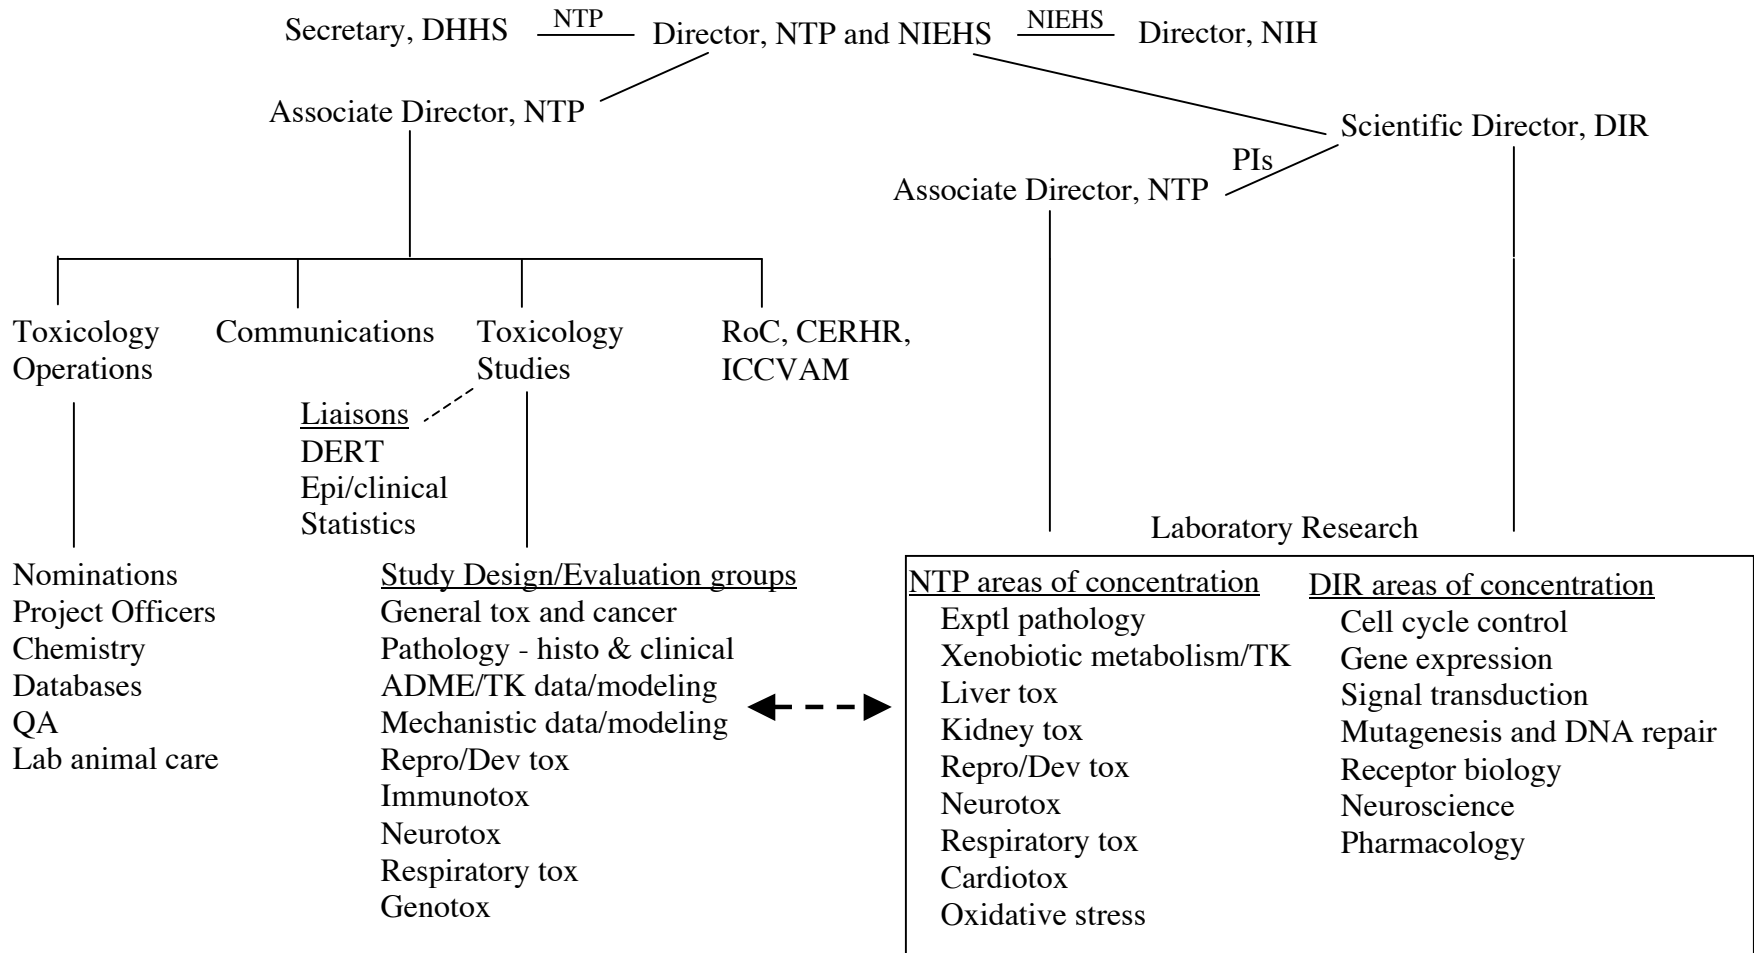 Secretary, DHHS
NTP
Director, NTP and NIEHS
NIEHS
Director, NIH
Associate Director, NTP
Scientific Director, DIR
PIs
Associate Director, NTP
Toxicology
Operations
Communications
Toxicology
Studies
RoC, CERHR,
ICCVAM
Liaisons
DERT
Epi/clinical
Statistics
Laboratory Research
Nominations
Project Officers
Chemistry
Databases
QA
Lab animal care
Study Design/Evaluation groups
General tox and cancer
Pathology - histo & clinical
ADME/TK data/modeling
Mechanistic data/modeling
Repro/Dev tox
Immunotox
Neurotox
Respiratory tox
Genotox
NTP areas of concentration
Exptl pathology
Xenobiotic metabolism/TK
Liver tox
Kidney tox
Repro/Dev tox
Neurotox
Respiratory tox
Cardiotox
Oxidative stress
DIR areas of concentration
Cell cycle control
Gene expression
Signal transduction
Mutagenesis and DNA repair
Receptor biology
Neuroscience
Pharmacology